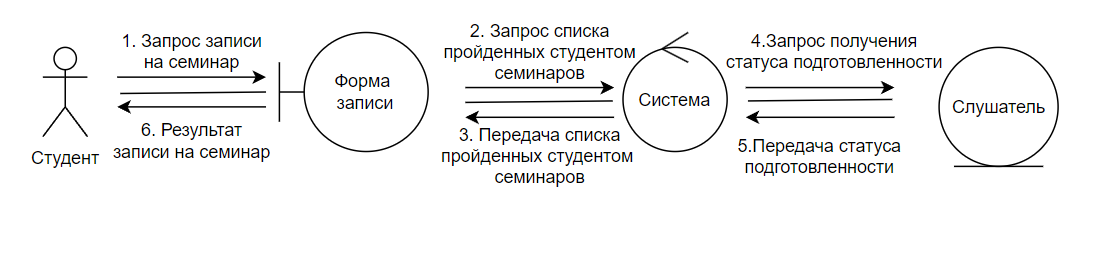 1. Запрос записи
на семинар
6. Результат
записи на семинар
Студент
Форма
записи
2. Запрос списка
пройденных студентом
семинаров
3. Передача списка
пройденных студентом
семинаров
Система
4.Запрос получения
статуса подготовленности
5.Передача статуса
подготовленности
Слушатель